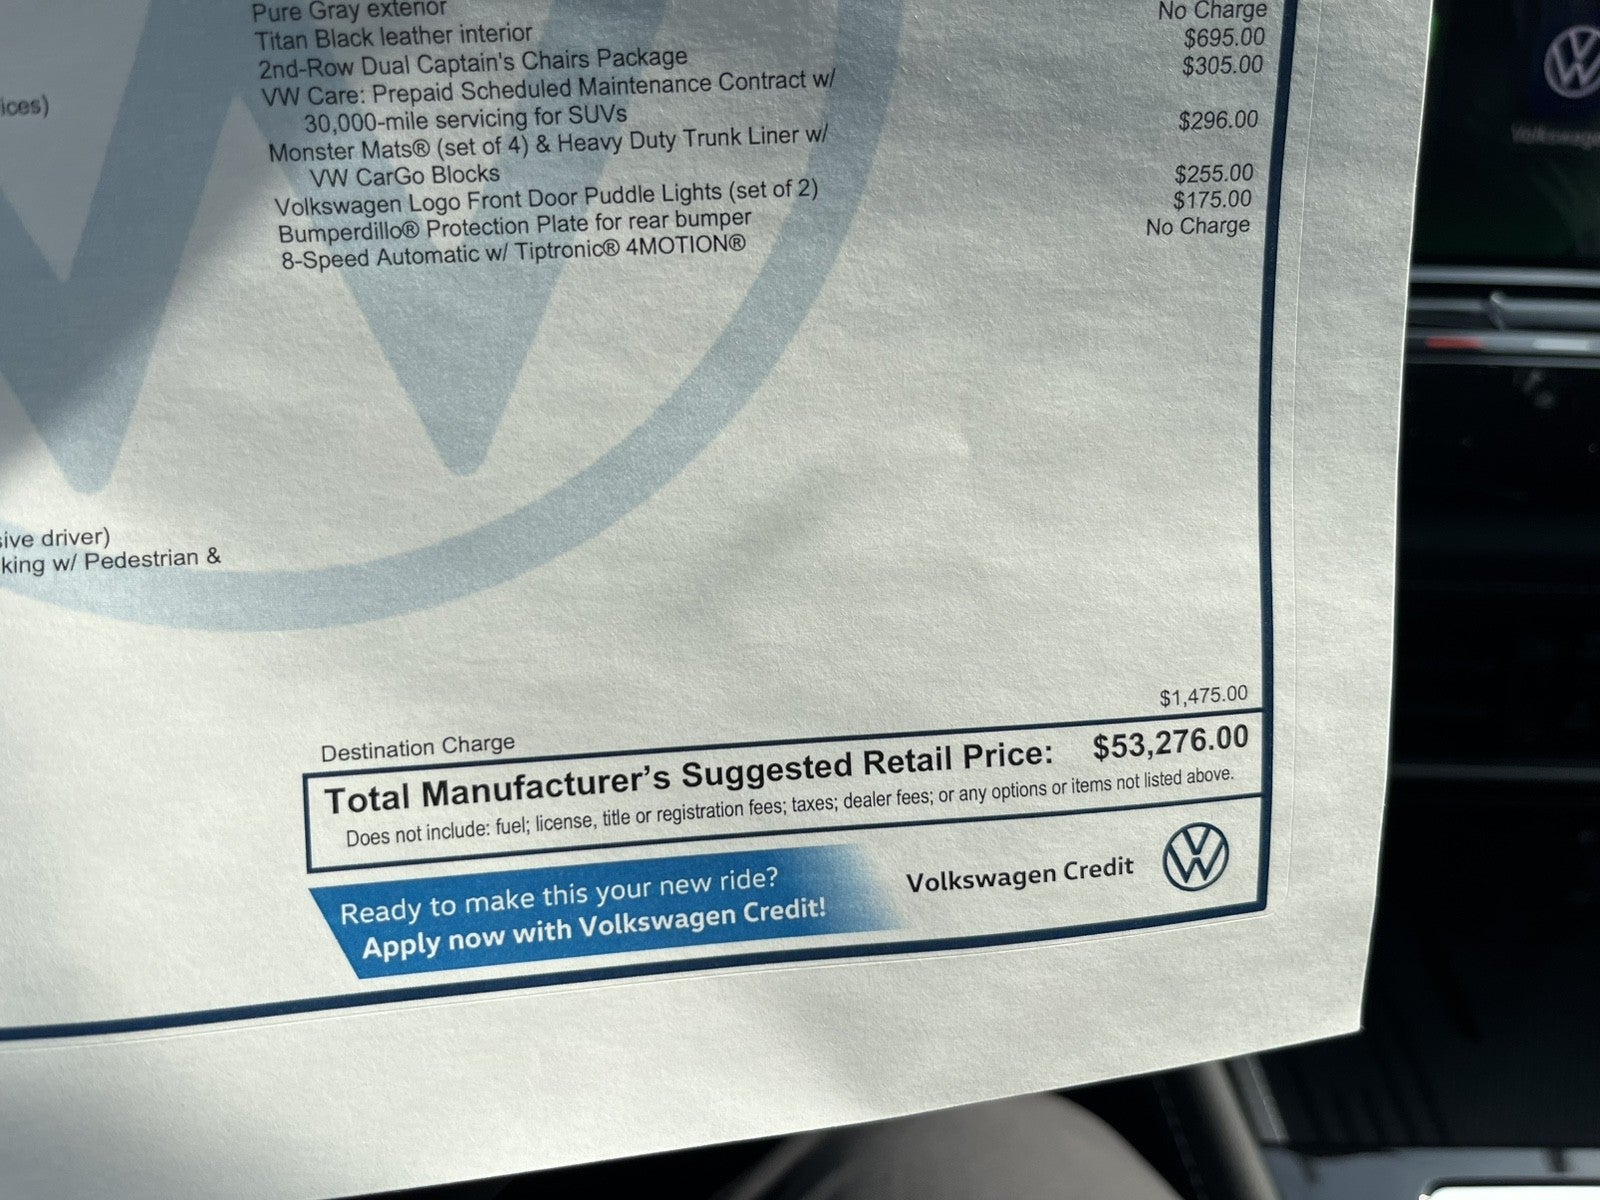 Pure Gray exterior
Titan Black leather interior No Charge
2nd-Row Dual Captain's Chairs Package $695.00
VW Care: Prepaid Scheduled Maintenance Contract w/ $305.00
30,000-mile servicing for SUVs
Monster Mats® (set of 4) & Heavy Duty Trunk Liner w/ $296.00
VW CarGo Blocks
Volkswagen Logo Front Door Puddle Lights (set of 2) $255.00
Bumperdillo® Protection Plate for rear bumper $175.00
8-Speed Automatic w/ Tiptronic® 4MOTION® No Charge
ices)
sive driver)
king w/ Pedestrian &
Destination Charge $1,475.00
Total Manufacturer's Suggested Retail Price: $53,276.00
Does not include: fuel; license, title or registration fees; taxes; dealer fees; or any options or items not listed above.
Ready to make this your new ride?
Apply now with Volkswagen Credit!
Volkswagen Credit